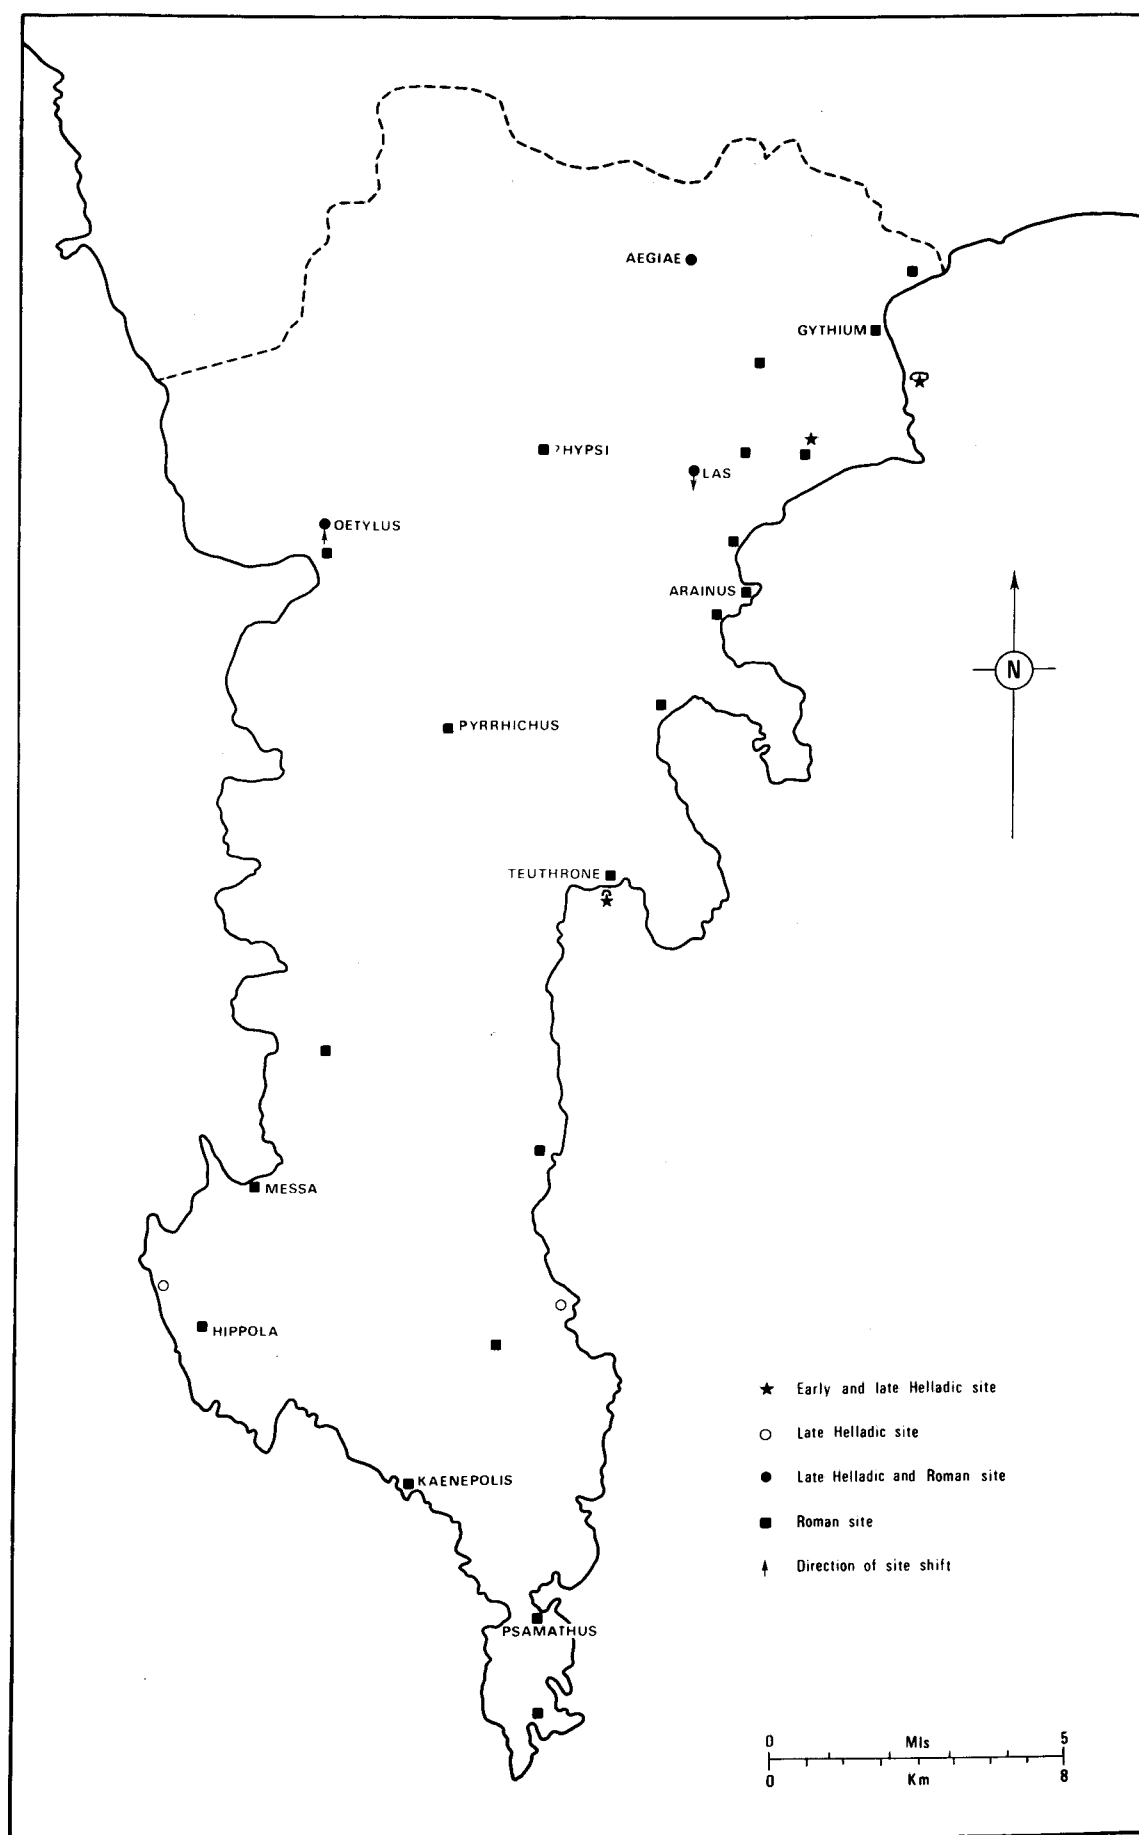 AEGIAE
GYTHIUM
?HYPSI
LAS
OETYLUS
ARAINUS
N
PYRRHICHUS
TEUTHRONE
MESSA
HIPPOLA
KAENEPOLIS
PSAMATHUS
Early and late Helladic site
Late Helladic site
Late Helladic and Roman site
Roman site
Direction of site shift
0 Mls 5
0 Km 8